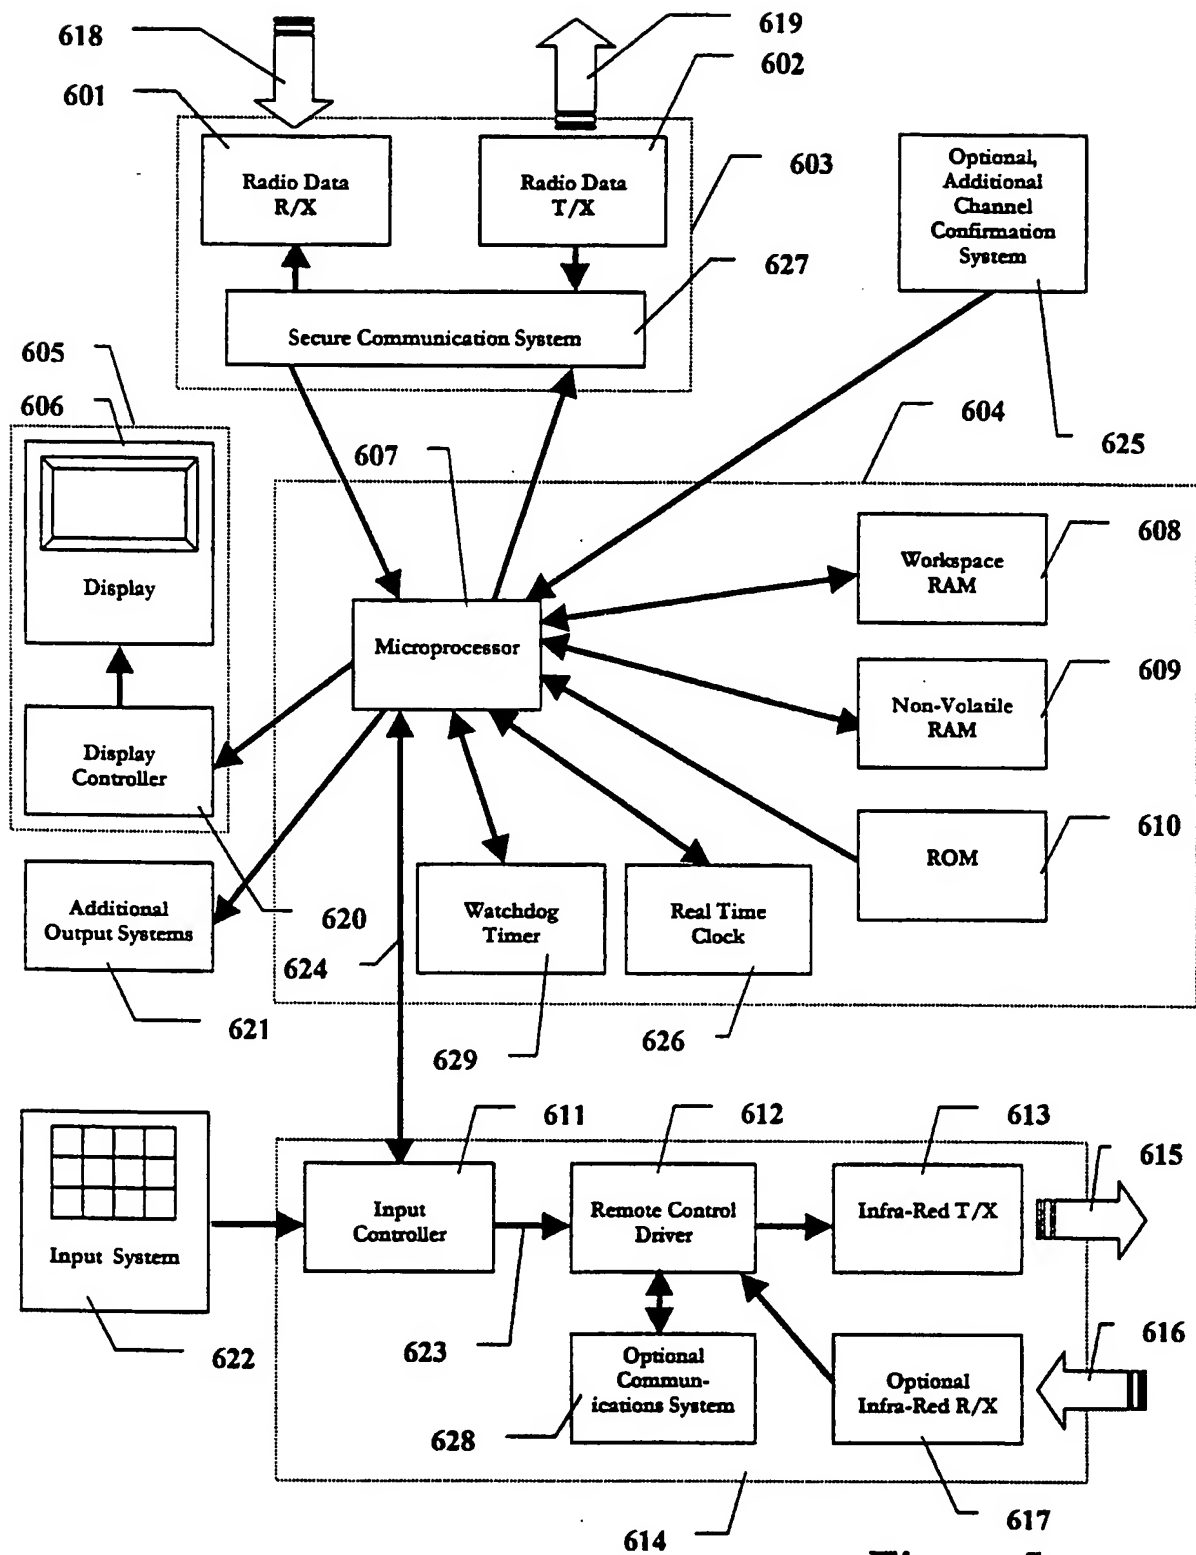 618
619
601
602
Radio Data
R/X
Radio Data
T/X
603
Optional,
Additional
Channel
Confirmation
System
627
Secure Communication System
605
606
604
625
607
Display
608
Workspace
RAM
Microprocessor
609
Non-Volatile
RAM
Display
Controller
610
ROM
Additional
Output Systems
620
Watchdog
Timer
Real Time
Clock
624
621
629
626
611
612
613
615
Input
Controller
Remote Control
Driver
Infra-Red T/X
Input System
622
623
616
Optional
Commun-
ications System
Optional
Infra-Red R/X
628
614
617